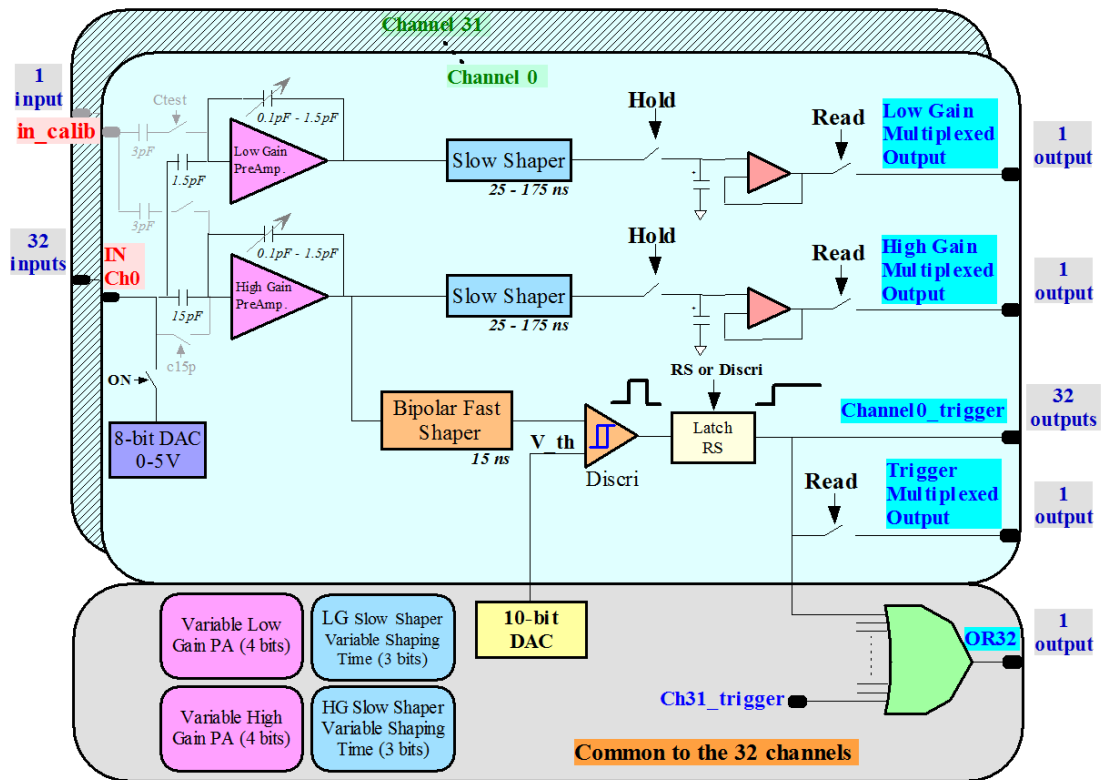 Channel 31
Channel 0
1
input
in_calib
Ctest
3pF
1.5pF
0.1pF - 1.5pF
Low Gain
PreAmp.
Slow Shaper
25 - 175 ns
Hold
Read
Low Gain
Multiplexed
Output
1
output
32
inputs
IN
Ch0
3pF
15pF
c15p
0.1pF - 1.5pF
High Gain
PreAmp.
Slow Shaper
25 - 175 ns
Hold
Read
High Gain
Multiplexed
Output
1
output
ON
8-bit DAC
0-5V
Bipolar Fast
Shaper
15 ns
V_th
Discri
RS or Discri
Latch
RS
Channel0_trigger
32
outputs
Read
Trigger
Multiplexed
Output
1
output
Variable Low
Gain PA (4 bits)
LG Slow Shaper
Variable Shaping
Time (3 bits)
10-bit
DAC
OR32
1
output
Variable High
Gain PA (4 bits)
HG Slow Shaper
Variable Shaping
Time (3 bits)
Ch31_trigger
Common to the 32 channels